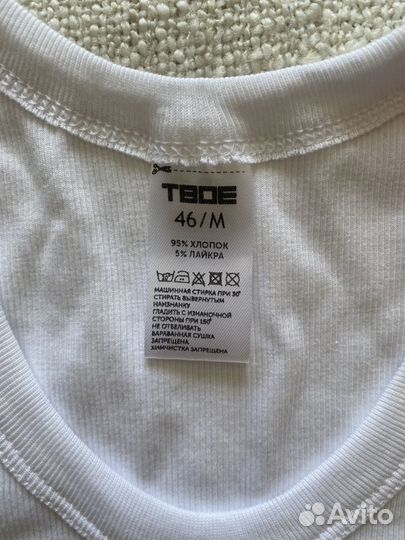 ТВОЕ
46/M
95% ХЛОПОК
5% ЛАЙКРА
МАШИННАЯ СТИРКА ПРИ 30°
СТИРАТЬ ВЫВЕРНУТЫМ
НАИЗНАНКУ
ГЛАДИТЬ С ИЗНАНОЧНОЙ
СТОРОНЫ ПРИ 150°
НЕ ОТБЕЛИВАТЬ
БАРАБАННАЯ СУШКА
ЗАПРЕЩЕНА
ХИМЧИСТКА ЗАПРЕЩЕНА
Avito